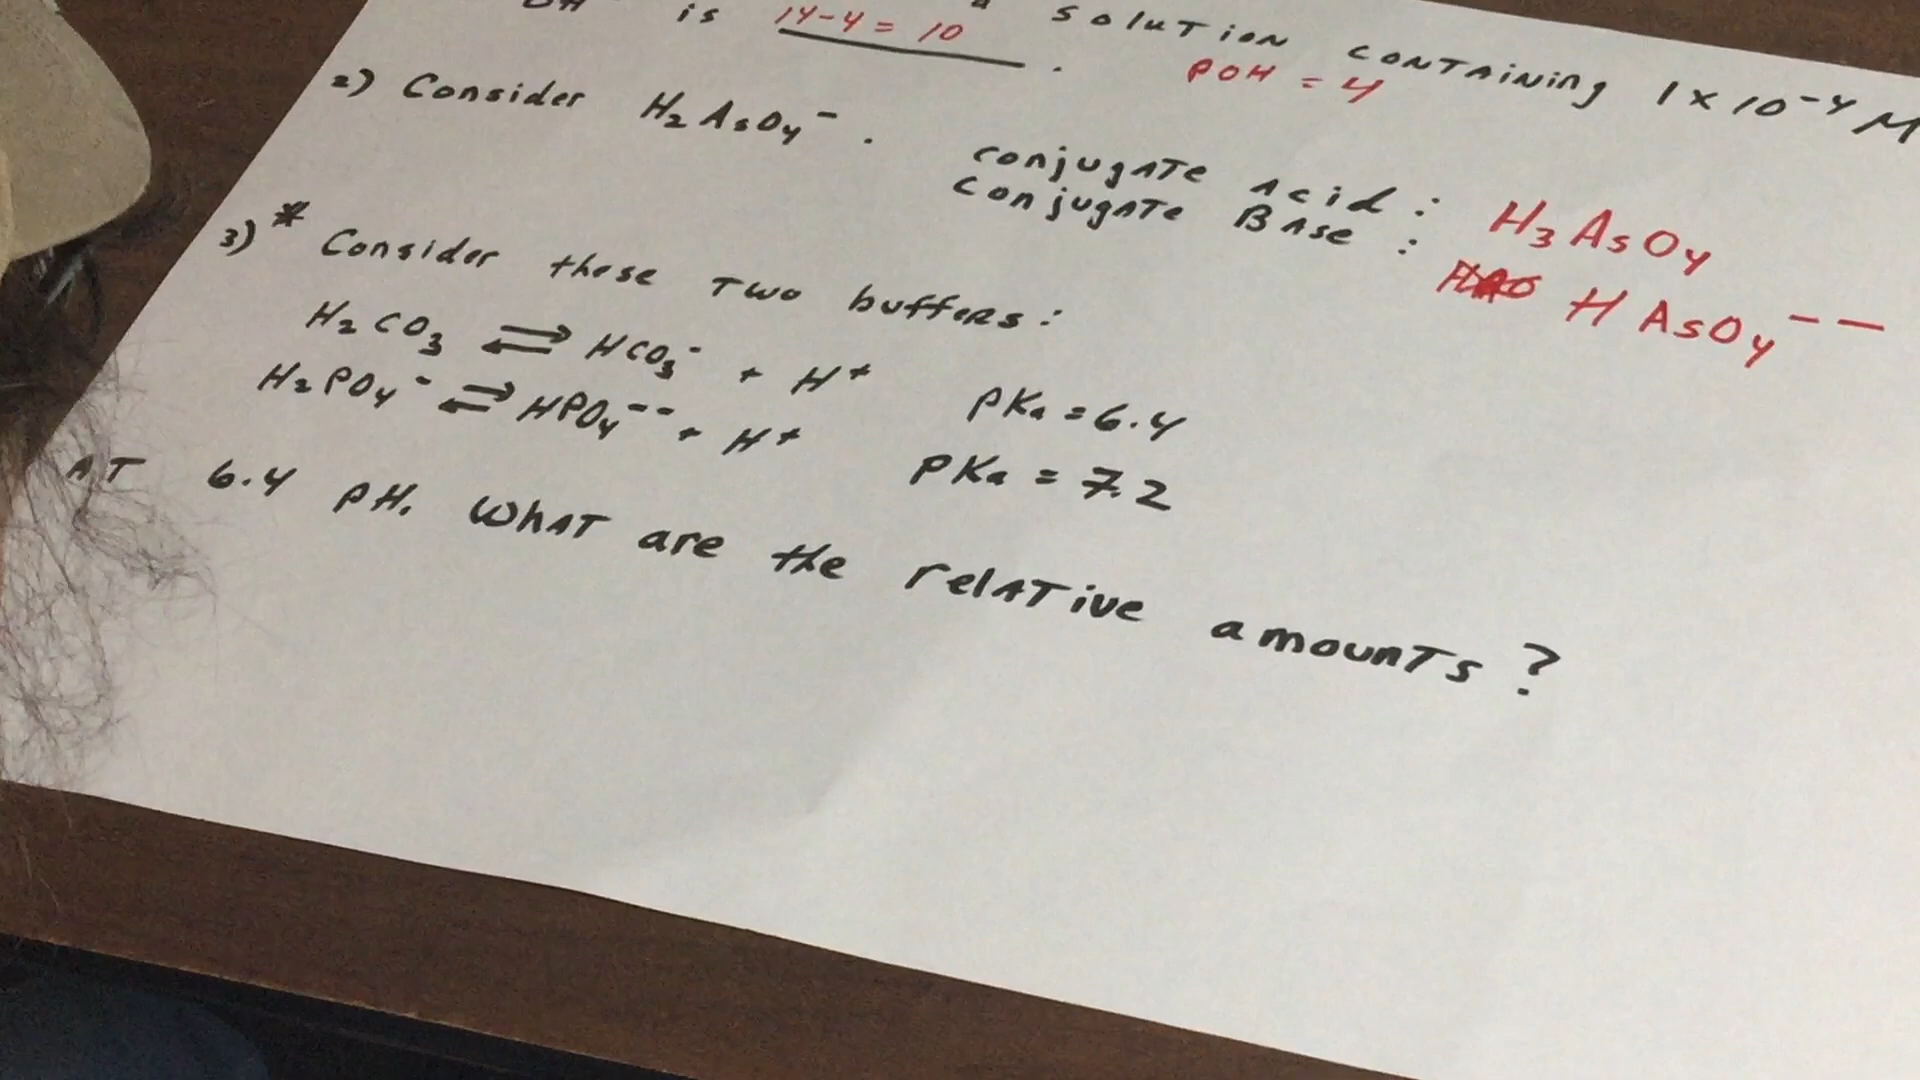 is 14-4=10 . solution containing 1x10⁻⁴ M
pOH = 4
2) Consider H₂AsO₄⁻ .
conjugate acid: H₃AsO₄
conjugate Base: HAsO₄⁻⁻
3)* Consider these two buffers:
H₂CO₃ ⇌ HCO₃⁻ + H⁺ pKa = 6.4
H₂PO₄⁻ ⇌ HPO₄⁻⁻ + H⁺ pKa = 7.2
AT 6.4 pH. What are the relative amounts?